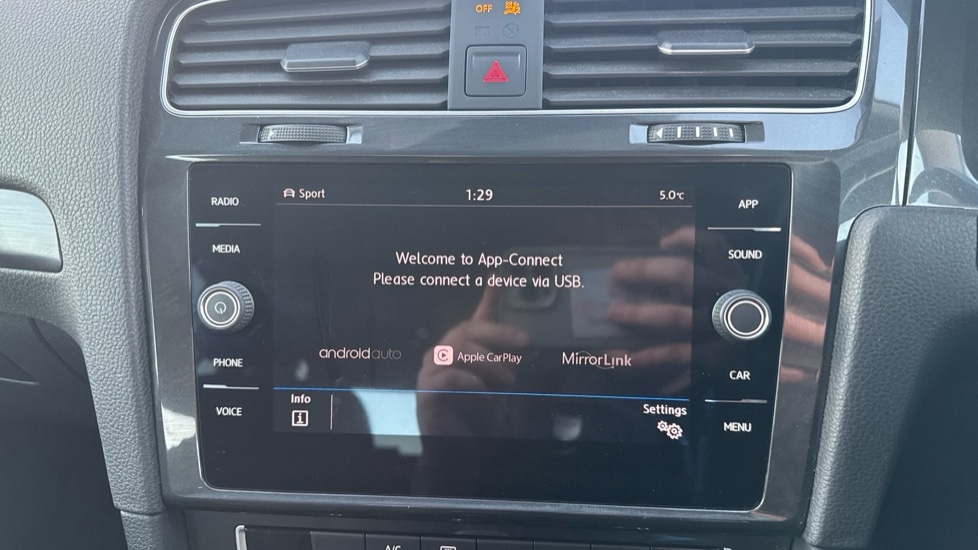 OFF
RADIO
Sport 1:29 5.0°C
APP
MEDIA
SOUND
Welcome to App-Connect
Please connect a device via USB.
androidauto Apple CarPlay MirrorLink
PHONE
CAR
VOICE
Info
Settings
MENU
A/C